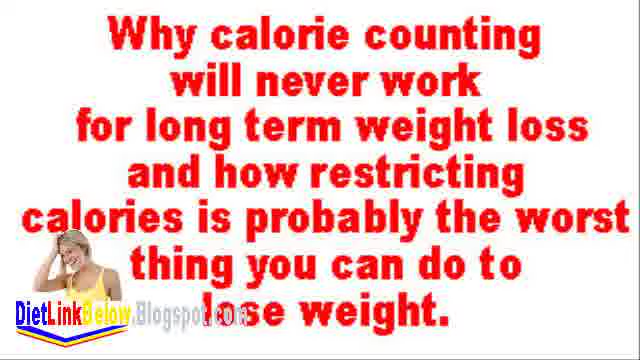 Why calorie counting
will never work
for long term weight loss
and how restricting
calories is probably the worst
thing you can do to
lose weight.
DietLinkBelow.Blogspot.com